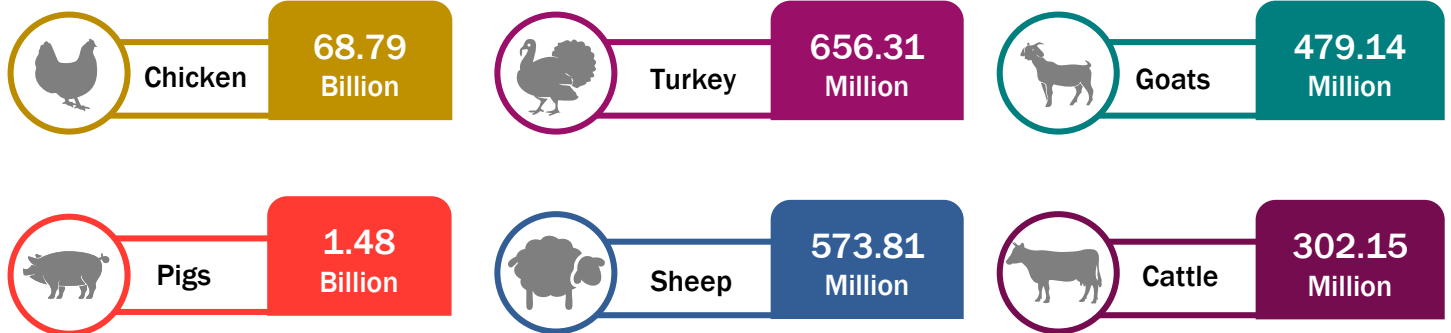 Chicken
68.79
Billion
Turkey
656.31
Million
Goats
479.14
Million
Pigs
1.48
Billion
Sheep
573.81
Million
Cattle
302.15
Million